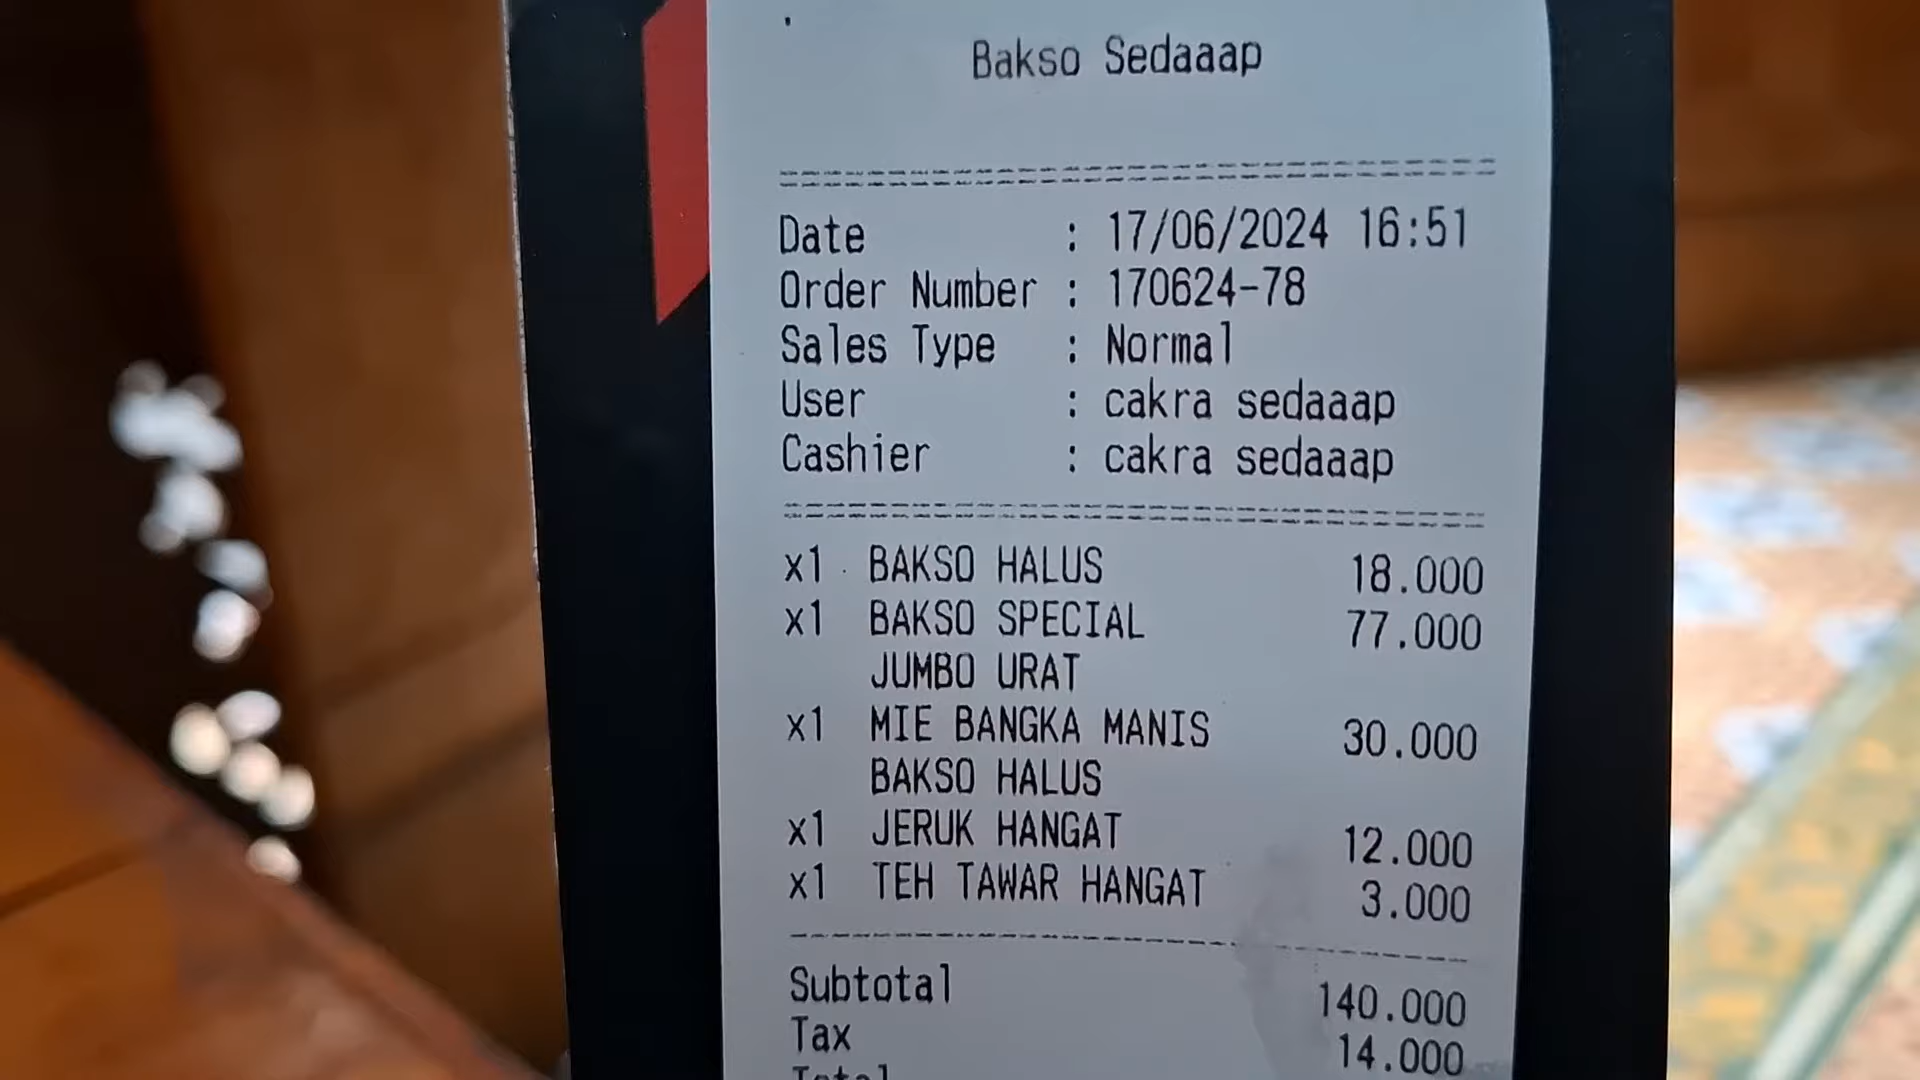 Bakso Sedaaap
Date : 17/06/2024 16:51
Order Number : 170624-78
Sales Type : Normal
User : cakra sedaaap
Cashier : cakra sedaaap
x1 BAKSO HALUS 18.000
x1 BAKSO SPECIAL 77.000
JUMBO URAT
x1 MIE BANGKA MANIS 30.000
BAKSO HALUS
x1 JERUK HANGAT 12.000
x1 TEH TAWAR HANGAT 3.000
Subtotal 140.000
Tax 14.000
Total